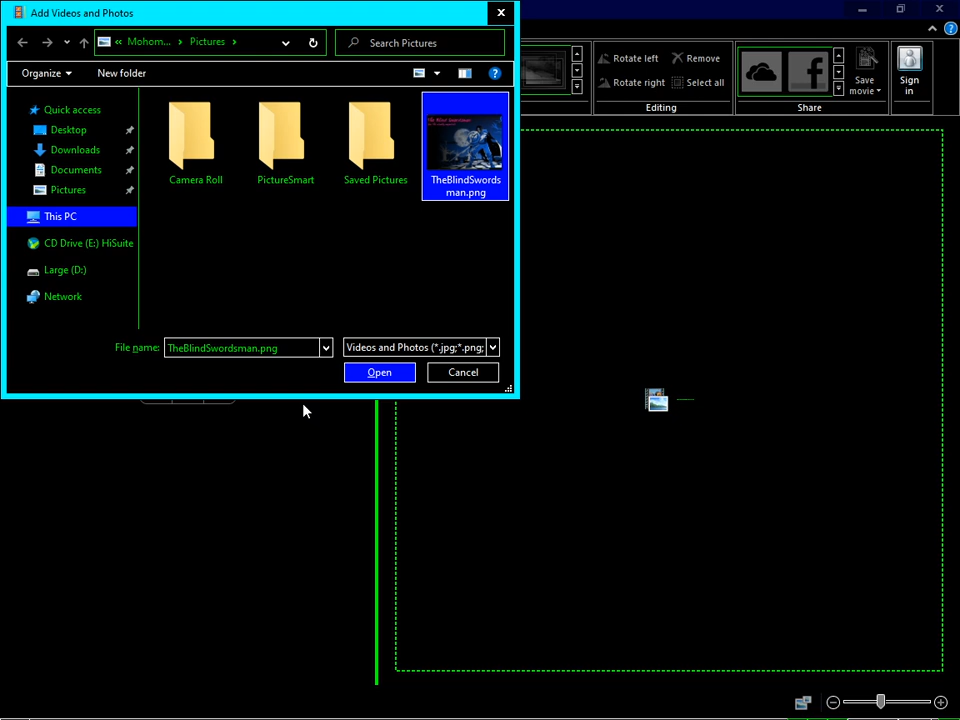 Add Videos and Photos
« Mohom... › Pictures ›
Search Pictures
Organize
New folder
Quick access
Desktop
Downloads
Documents
Pictures
This PC
CD Drive (E:) HiSuite
Large (D:)
Network
Camera Roll
PictureSmart
Saved Pictures
TheBlindSwords
man.png
File name:
TheBlindSwordsman.png
Videos and Photos (*.jpg;*.png;
Open
Cancel
Rotate left
Remove
Rotate right
Select all
Editing
Share
Save
movie
Sign
in